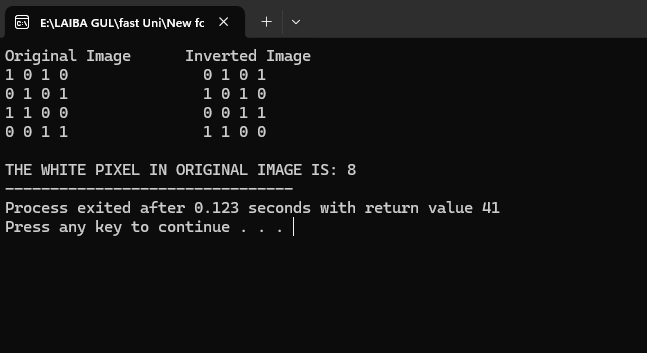 E:\LAIBA GUL\fast Uni\New fc
Original Image Inverted Image
1 0 1 0 0 1 0 1
0 1 0 1 1 0 1 0
1 1 0 0 0 0 1 1
0 0 1 1 1 1 0 0
THE WHITE PIXEL IN ORIGINAL IMAGE IS: 8
--------------------------------
Process exited after 0.123 seconds with return value 41
Press any key to continue . . .